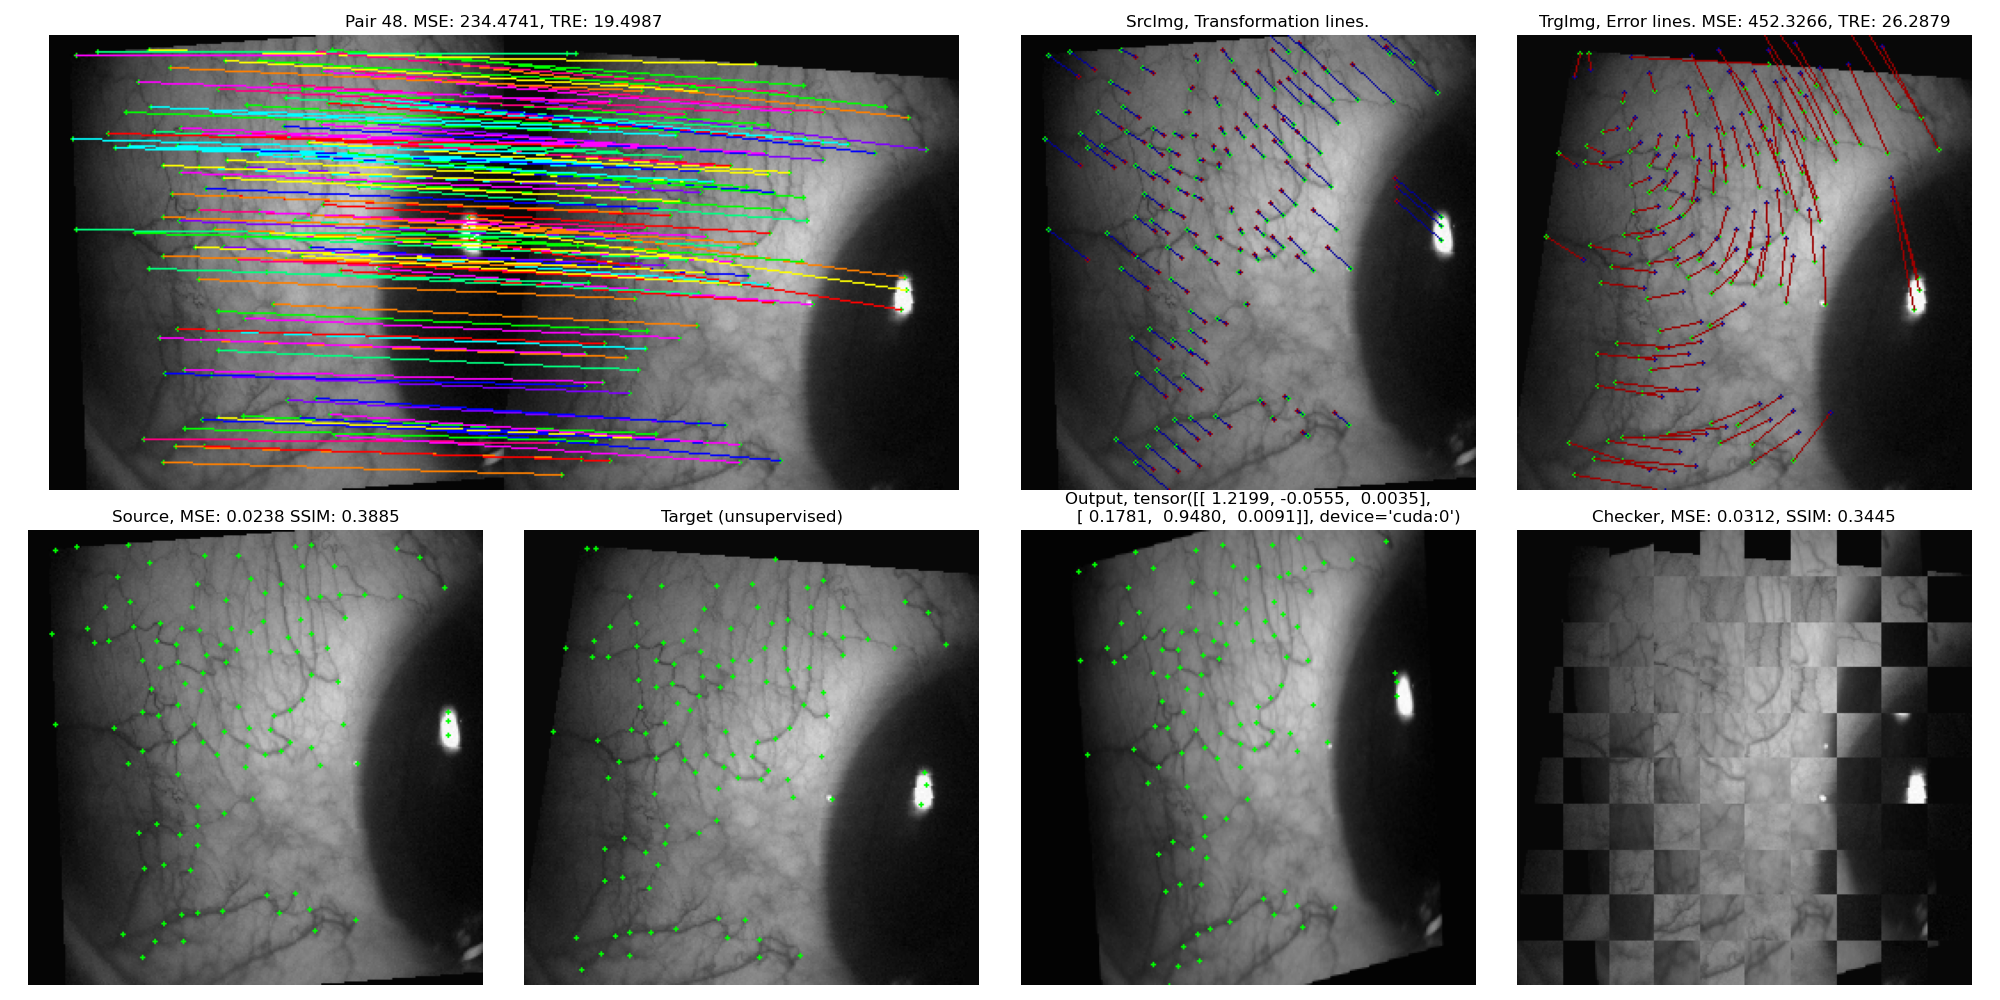 Pair 48. MSE: 234.4741, TRE: 19.4987
SrcImg, Transformation lines.
TrgImg, Error lines. MSE: 452.3266, TRE: 26.2879
Source, MSE: 0.0238 SSIM: 0.3885
Target (unsupervised)
Output, tensor([[ 1.2199, -0.0555,  0.0035],
[ 0.1781,  0.9480,  0.0091]], device='cuda:0')
Checker, MSE: 0.0312, SSIM: 0.3445